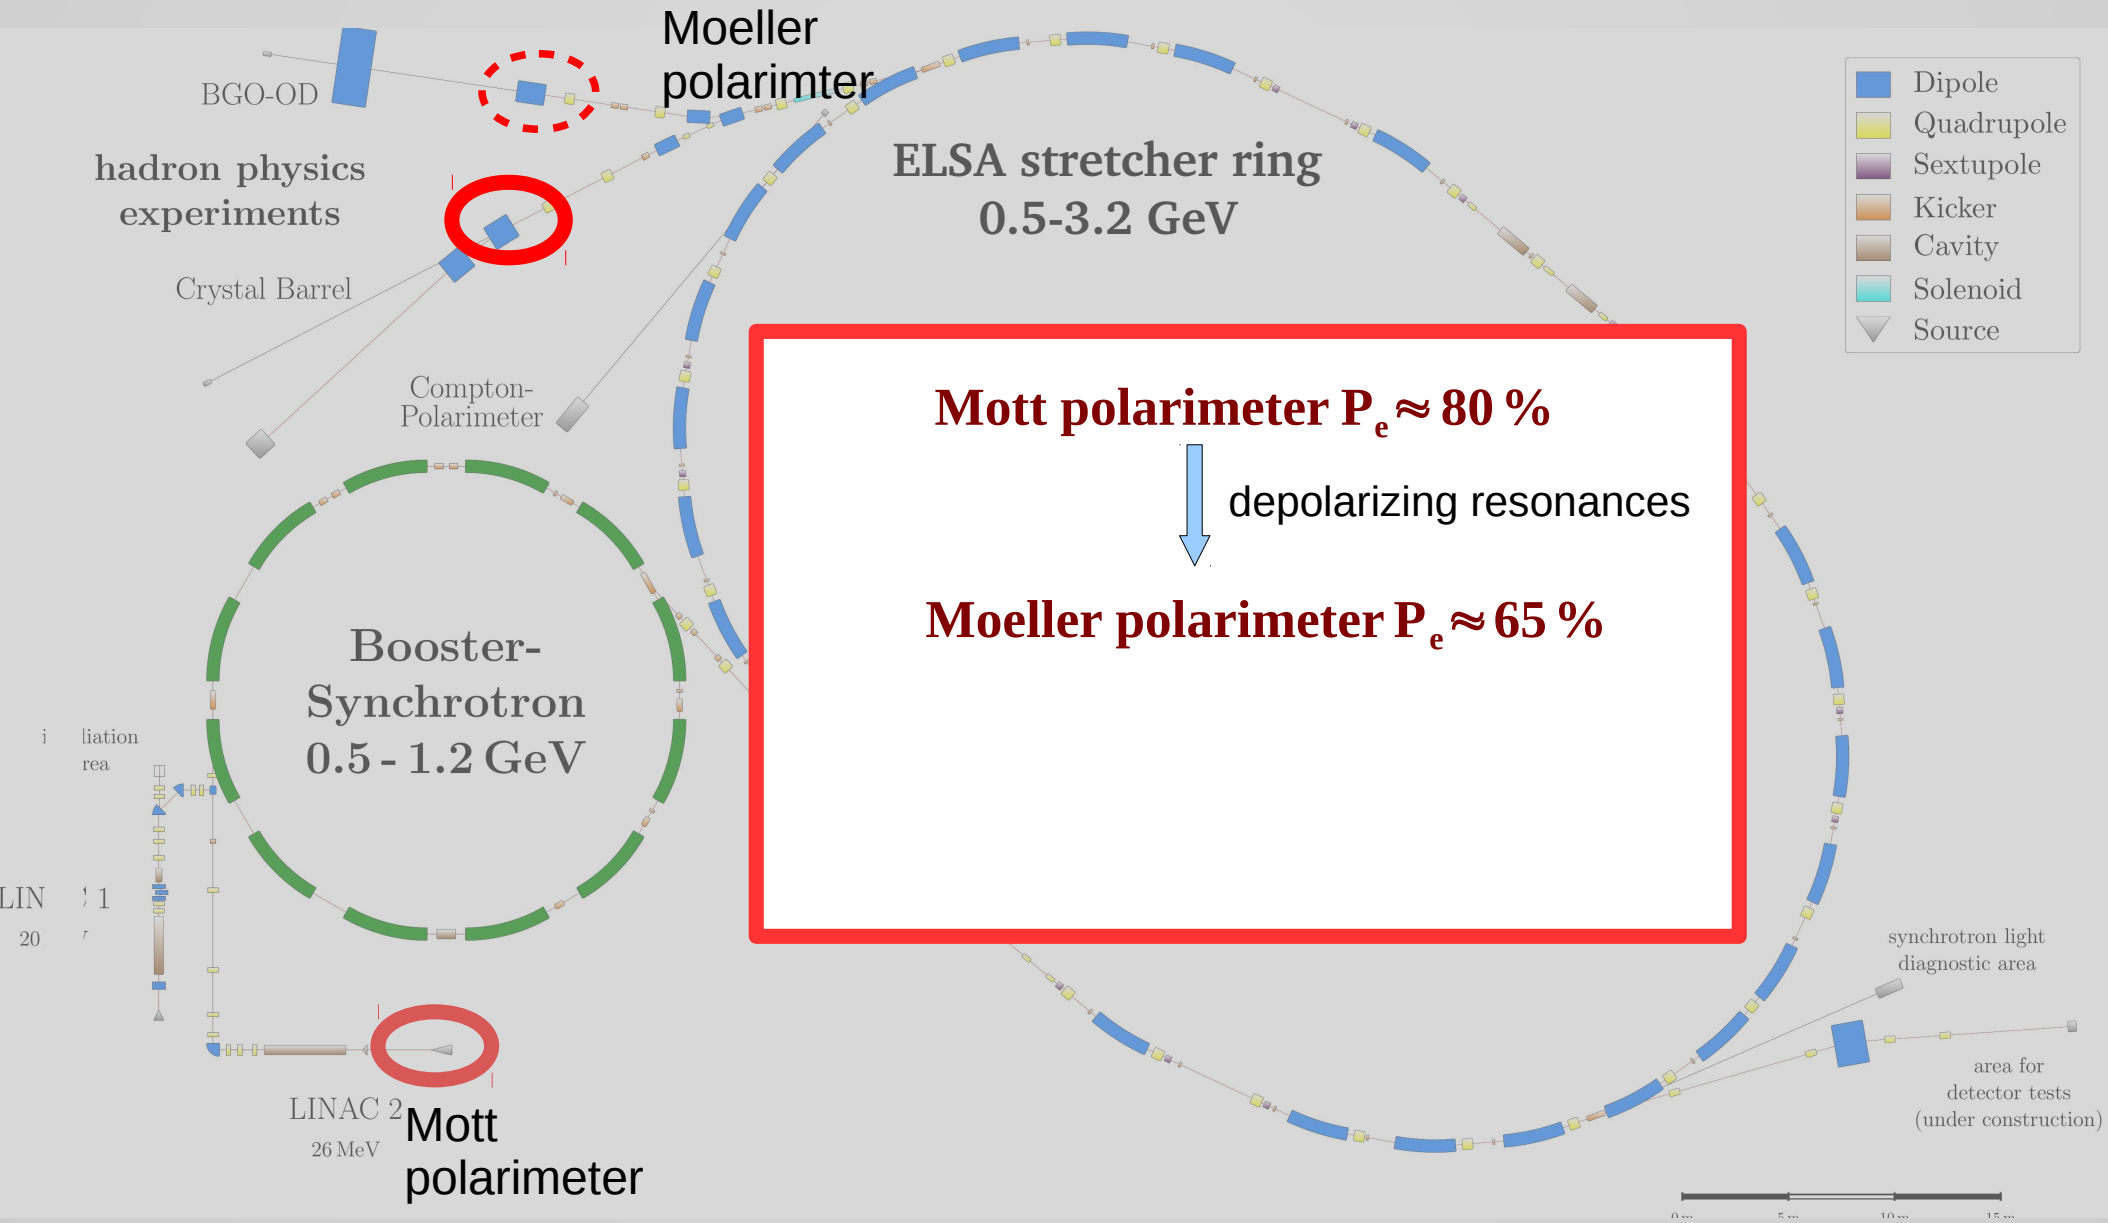 Moeller
polarimter
BGO-OD
hadron physics
experiments
Crystal Barrel
Compton-
Polarimeter
ELSA stretcher ring
0.5-3.2 GeV
Dipole
Quadrupole
Sextupole
Kicker
Cavity
Solenoid
Source
Mott polarimeter Pe ≈ 80 %
depolarizing resonances
Moeller polarimeter Pe ≈ 65 %
Booster-
Synchrotron
0.5 - 1.2 GeV
LINAC 2
26 MeV
Mott
polarimeter
synchrotron light
diagnostic area
area for
detector tests
(under construction)